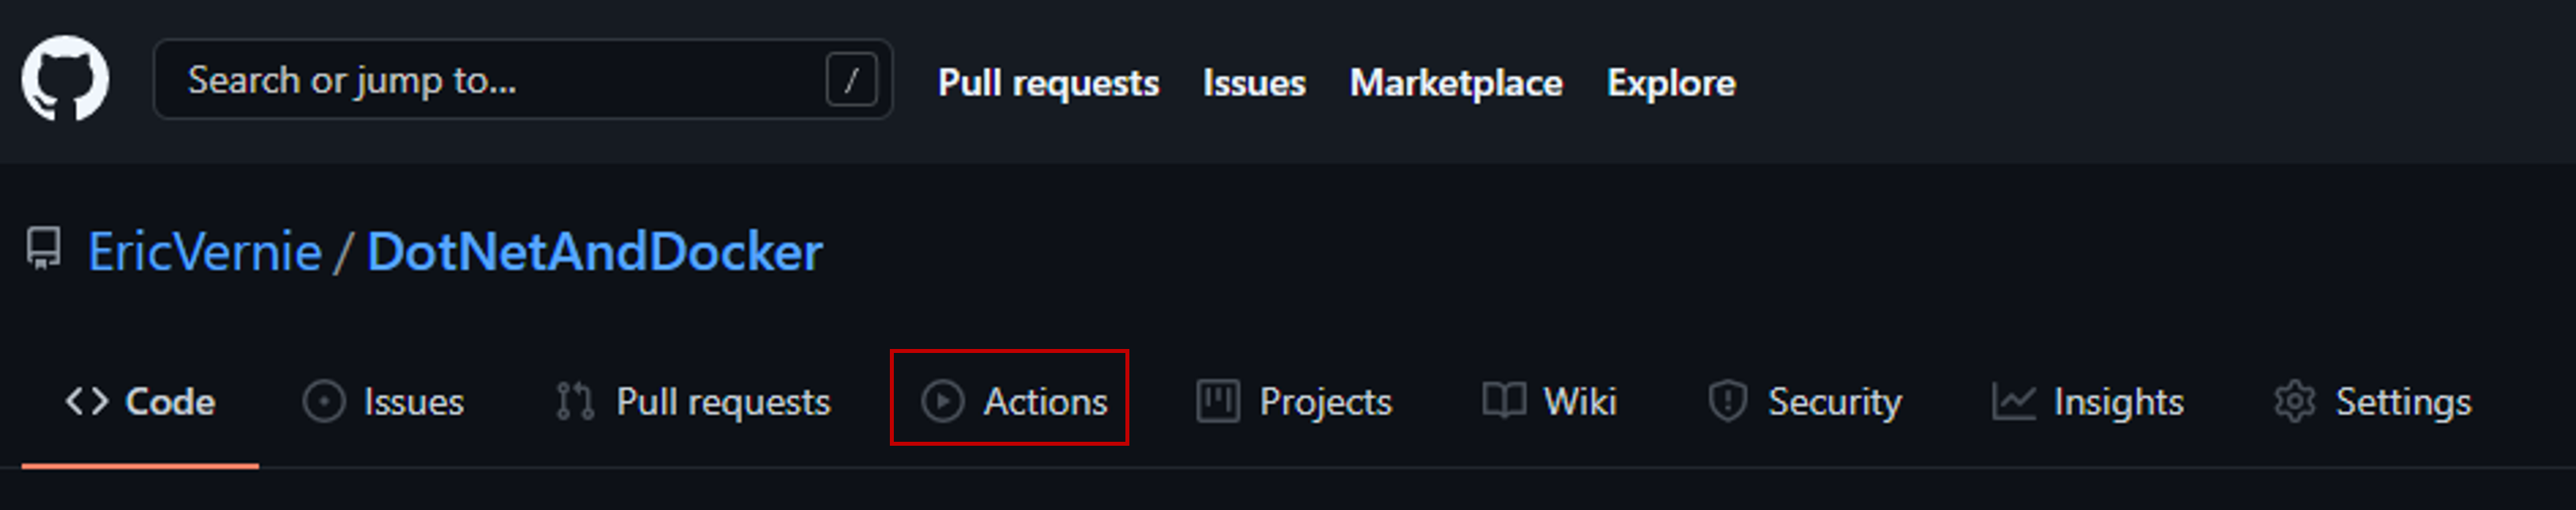 Search or jump to... / Pull requests Issues Marketplace Explore
EricVernie / DotNetAndDocker
Code Issues Pull requests Actions Projects Wiki Security Insights Settings